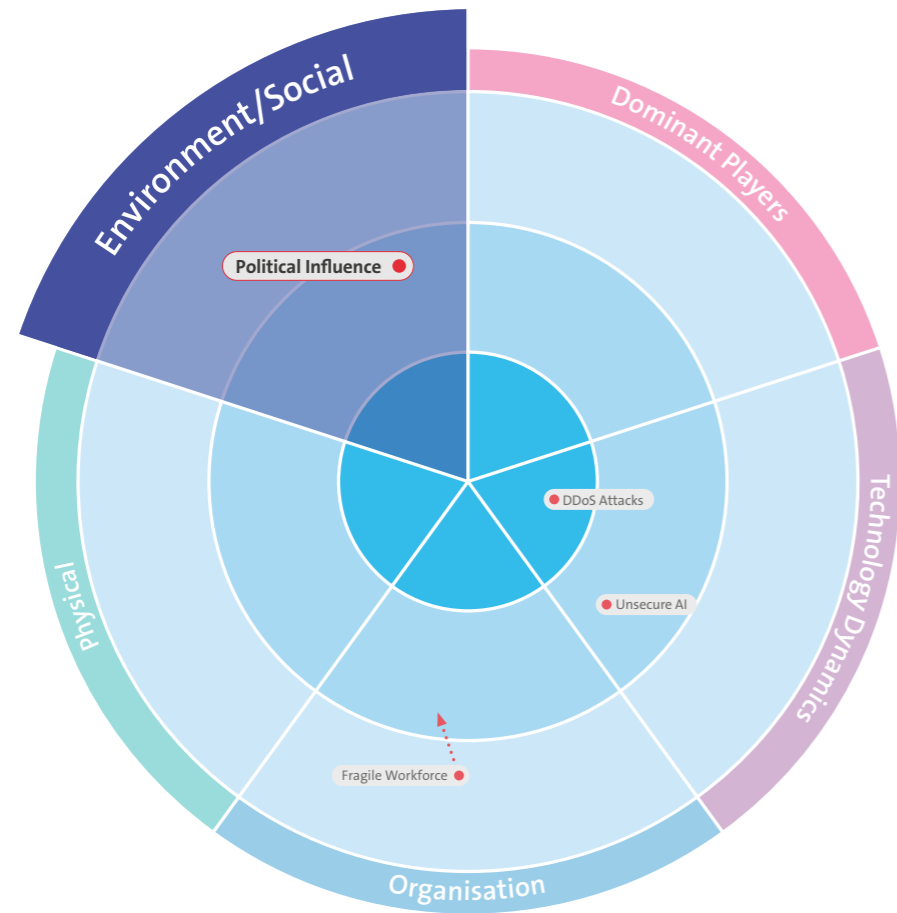 Environment/Social
Dominant Players
Political Influence
DDoS Attacks
Technology Dynamics
Unsecure AI
Physical
Fragile Workforce
Organisation